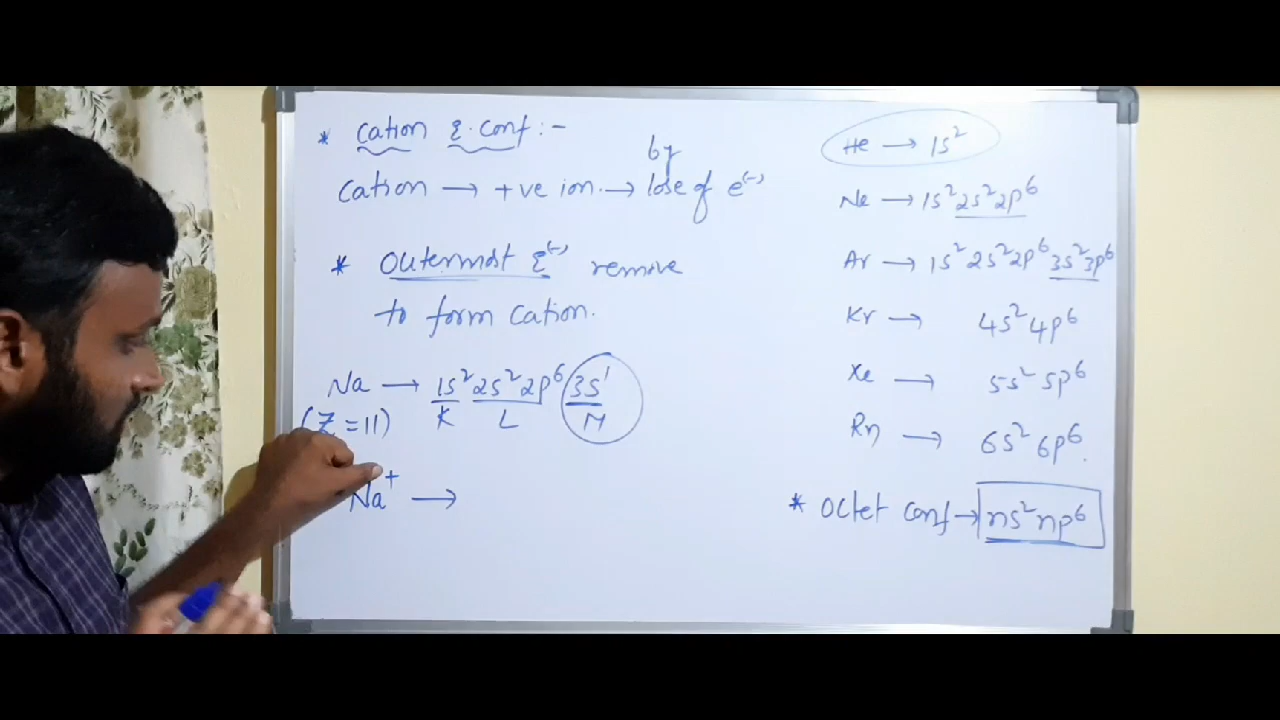 * Cation Ɛ. conf :-
Cation → +ve ion. → by lose of e(-)
* Outermost Ɛ(-) remove
to form Cation.
Na → 1s² 2s² 2p⁶ 3s¹
(Z = 11) K L M
Na⁺ →
He → 1s²
Ne → 1s² 2s² 2p⁶
Ar → 1s² 2s² 2p⁶ 3s² 3p⁶
Kr → 4s² 4p⁶
Xe → 5s² 5p⁶
Rn → 6s² 6p⁶.
* Octet conf → ns² np⁶